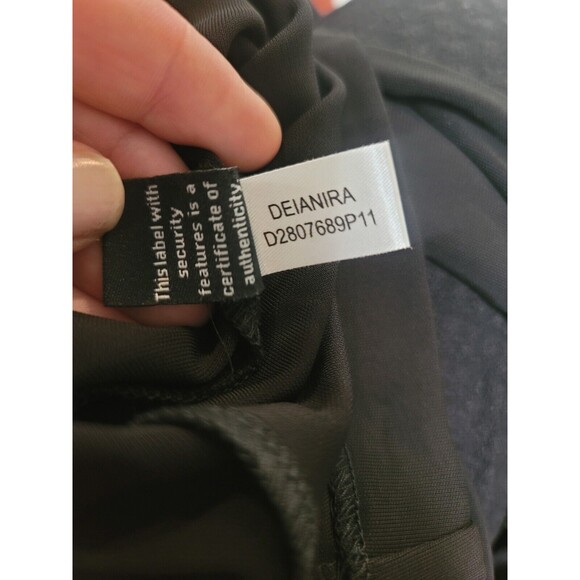 This label with
security
features is a
certificate of
authenticity
DEIANIRA
D2807689P11